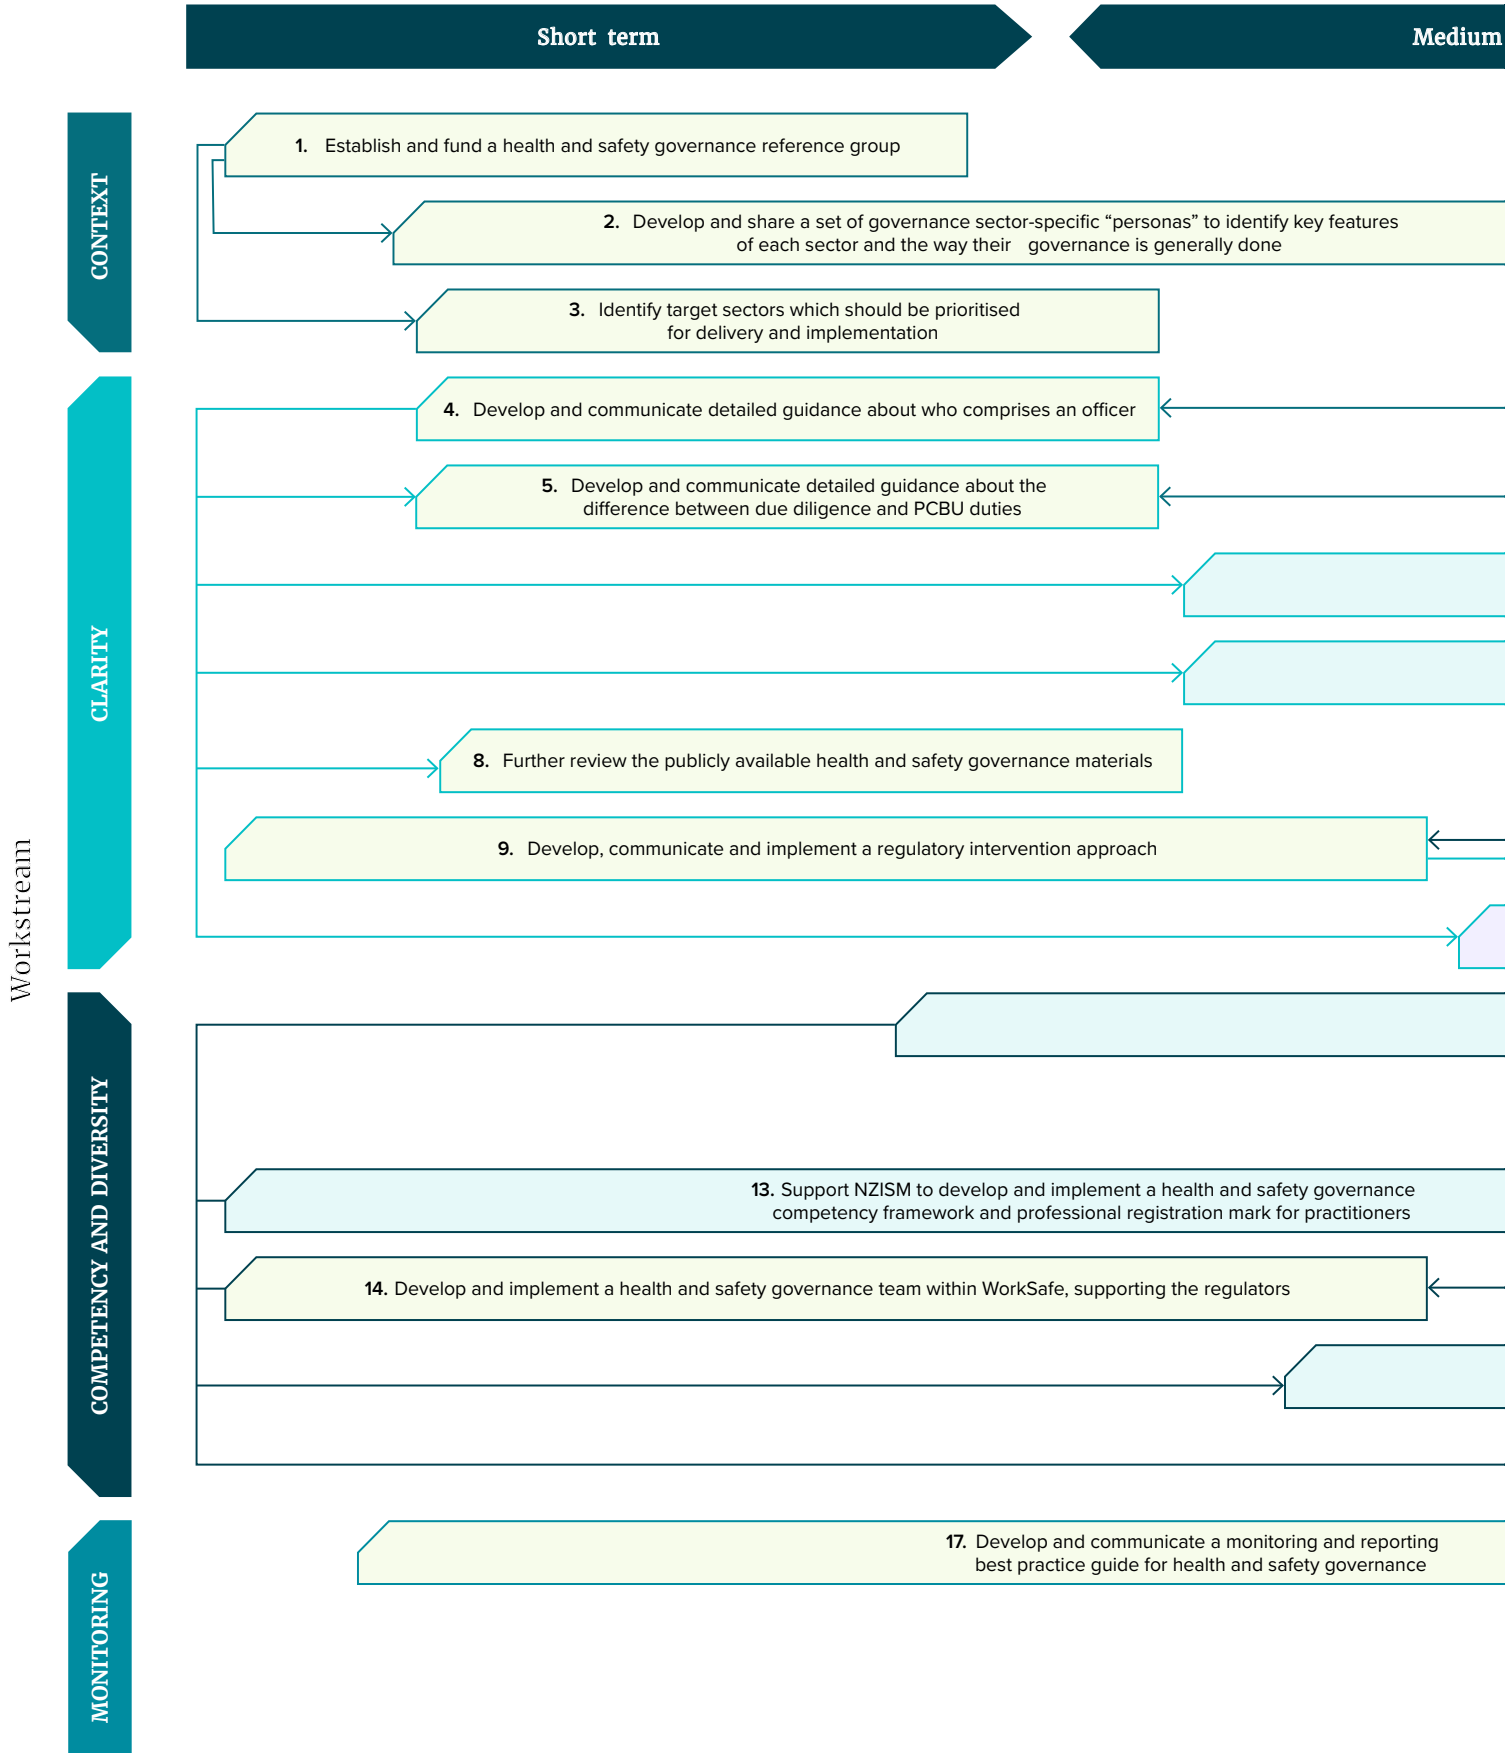 Short term
Medium
Workstream
CONTEXT
1. Establish and fund a health and safety governance reference group
2. Develop and share a set of governance sector-specific “personas” to identify key features
of each sector and the way their governance is generally done
3. Identify target sectors which should be prioritised
for delivery and implementation
CLARITY
4. Develop and communicate detailed guidance about who comprises an officer
5. Develop and communicate detailed guidance about the
difference between due diligence and PCBU duties
8. Further review the publicly available health and safety governance materials
9. Develop, communicate and implement a regulatory intervention approach
COMPETENCY AND DIVERSITY
13. Support NZISM to develop and implement a health and safety governance
competency framework and professional registration mark for practitioners
14. Develop and implement a health and safety governance team within WorkSafe, supporting the regulators
MONITORING
17. Develop and communicate a monitoring and reporting
best practice guide for health and safety governance